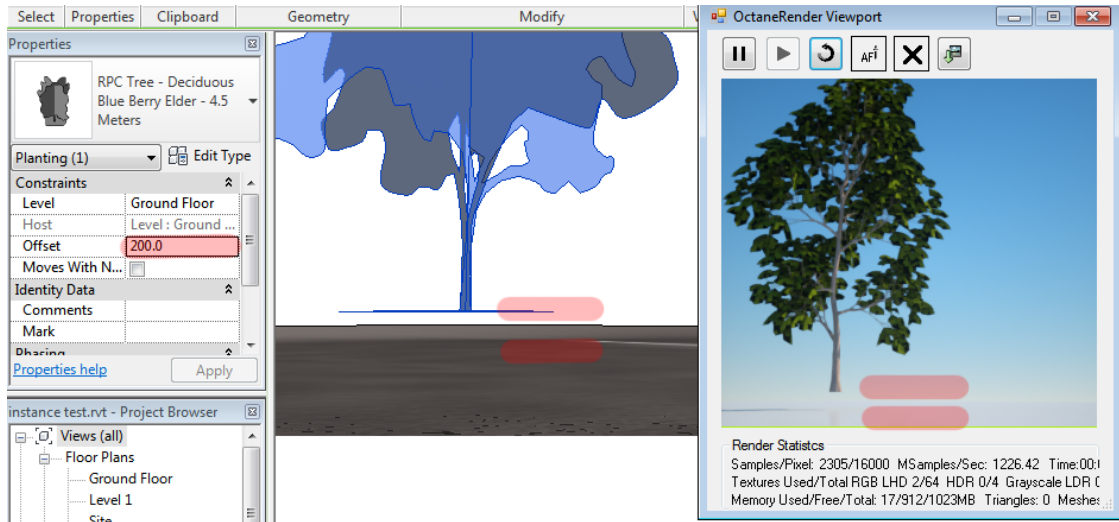 Select Properties Clipboard Geometry Modify
Properties
RPC Tree - Deciduous
Blue Berry Elder - 4.5
Meters
Planting (1) Edit Type
Constraints
Level Ground Floor
Host Level : Ground ...
Offset 200.0
Moves With N...
Identity Data
Comments
Mark
Phasing
Properties help Apply
instance test.rvt - Project Browser
Views (all)
Floor Plans
Ground Floor
Level 1
Site
OctaneRender Viewport
AF
Render Statistcs
Samples/Pixel: 2305/16000 MSamples/Sec: 1226.42 Time:00:
Textures Used/Total RGB LHD 2/64 HDR 0/4 Grayscale LDR
Memory Used/Free/Total: 17/912/1023MB Triangles: 0 Meshes